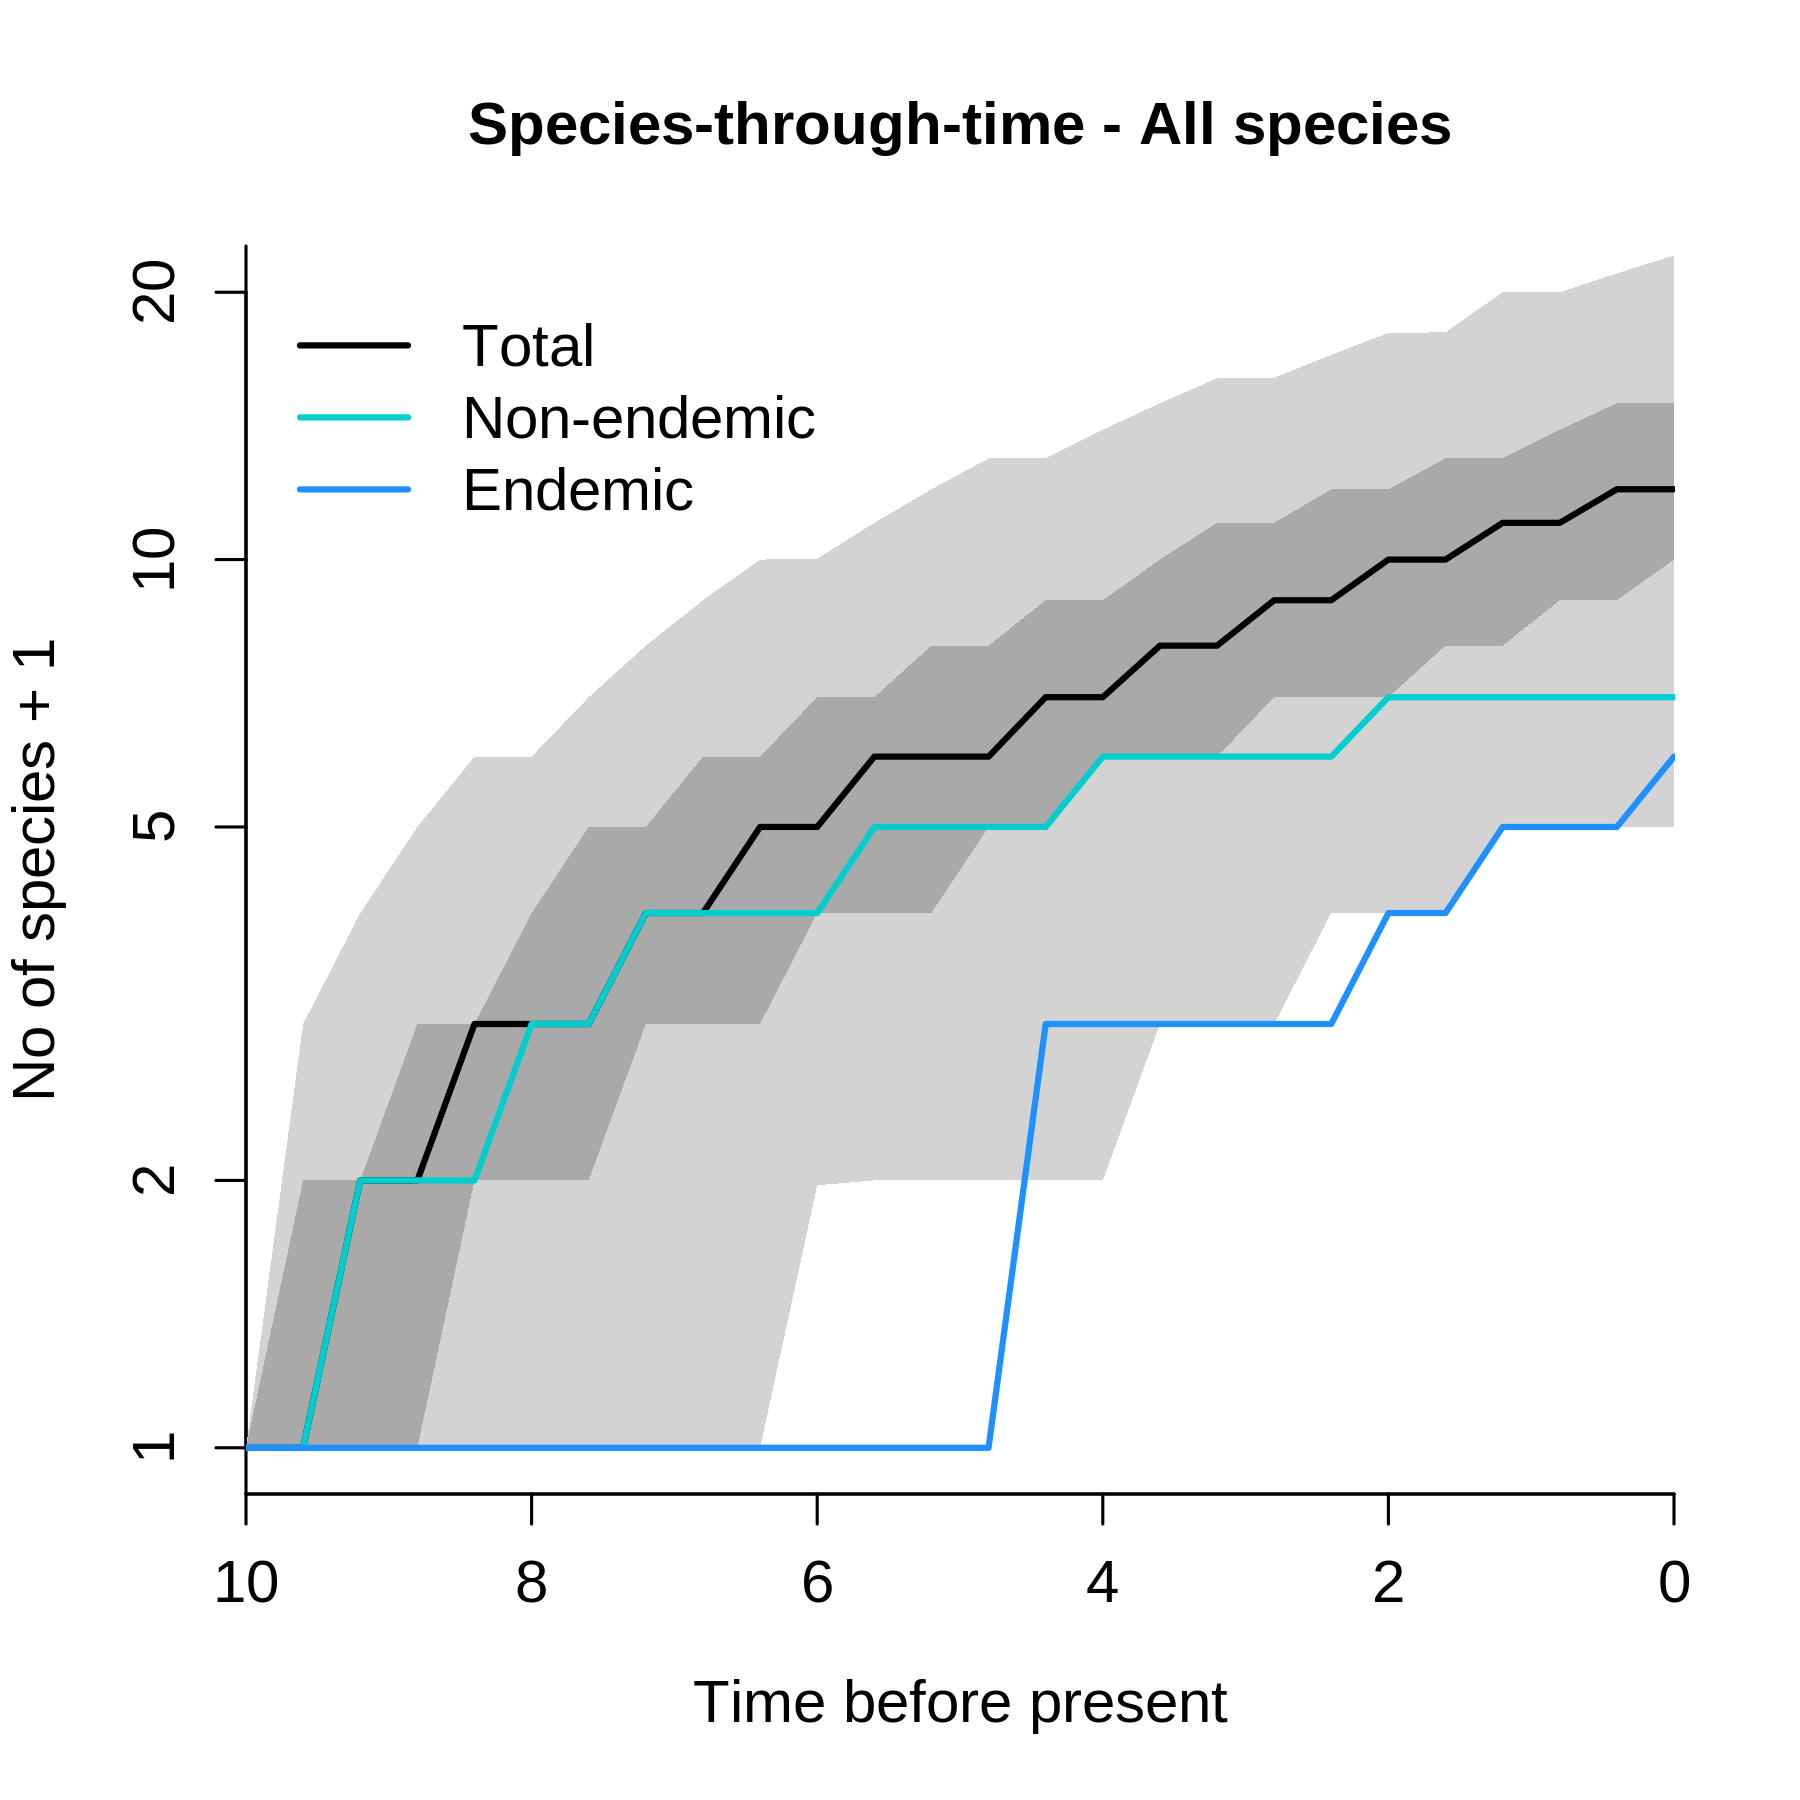 Species-through-time - All species
Total
Non-endemic
Endemic
No of species + 1
20
10
5
2
1
10 8 6 4 2 0
Time before present